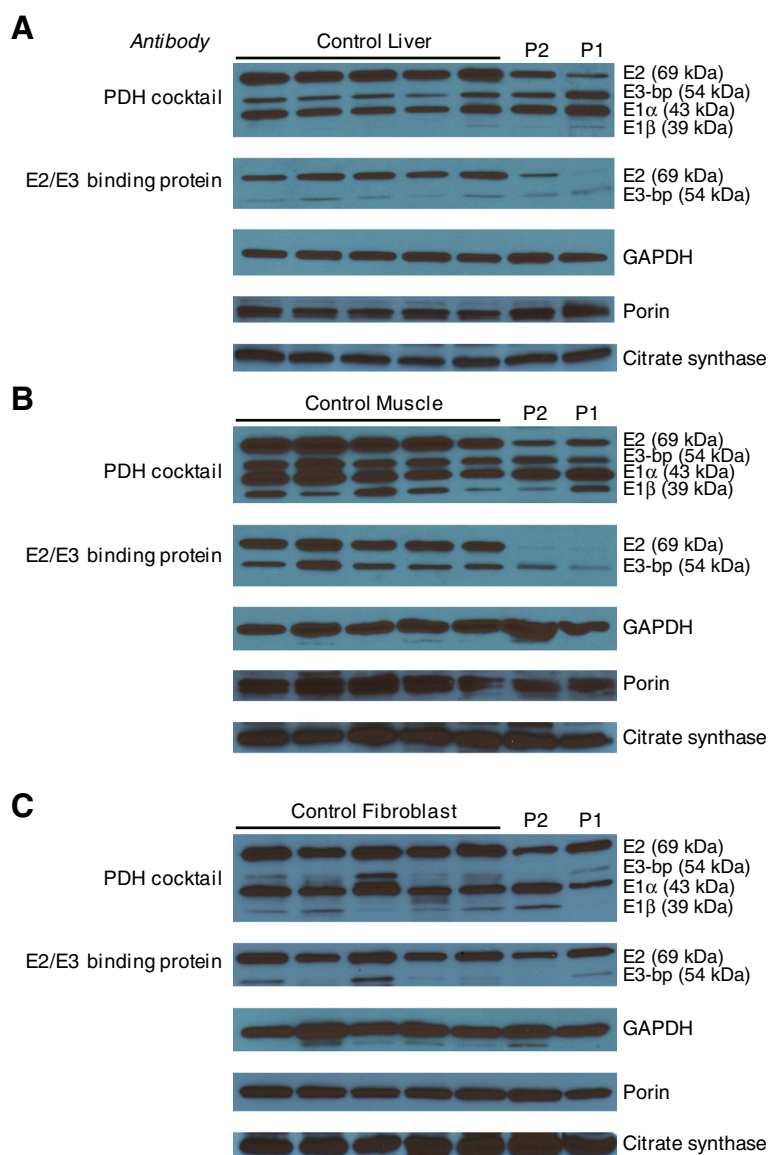 A
Antibody Control Liver P2 P1
PDH cocktail
E2 (69 kDa)
E3-bp (54 kDa)
E1α (43 kDa)
E1β (39 kDa)
E2/E3 binding protein
E2 (69 kDa)
E3-bp (54 kDa)
GAPDH
Porin
Citrate synthase
B
Control Muscle P2 P1
PDH cocktail
E2 (69 kDa)
E3-bp (54 kDa)
E1α (43 kDa)
E1β (39 kDa)
E2/E3 binding protein
E2 (69 kDa)
E3-bp (54 kDa)
GAPDH
Porin
Citrate synthase
C
Control Fibroblast P2 P1
PDH cocktail
E2 (69 kDa)
E3-bp (54 kDa)
E1α (43 kDa)
E1β (39 kDa)
E2/E3 binding protein
E2 (69 kDa)
E3-bp (54 kDa)
GAPDH
Porin
Citrate synthase